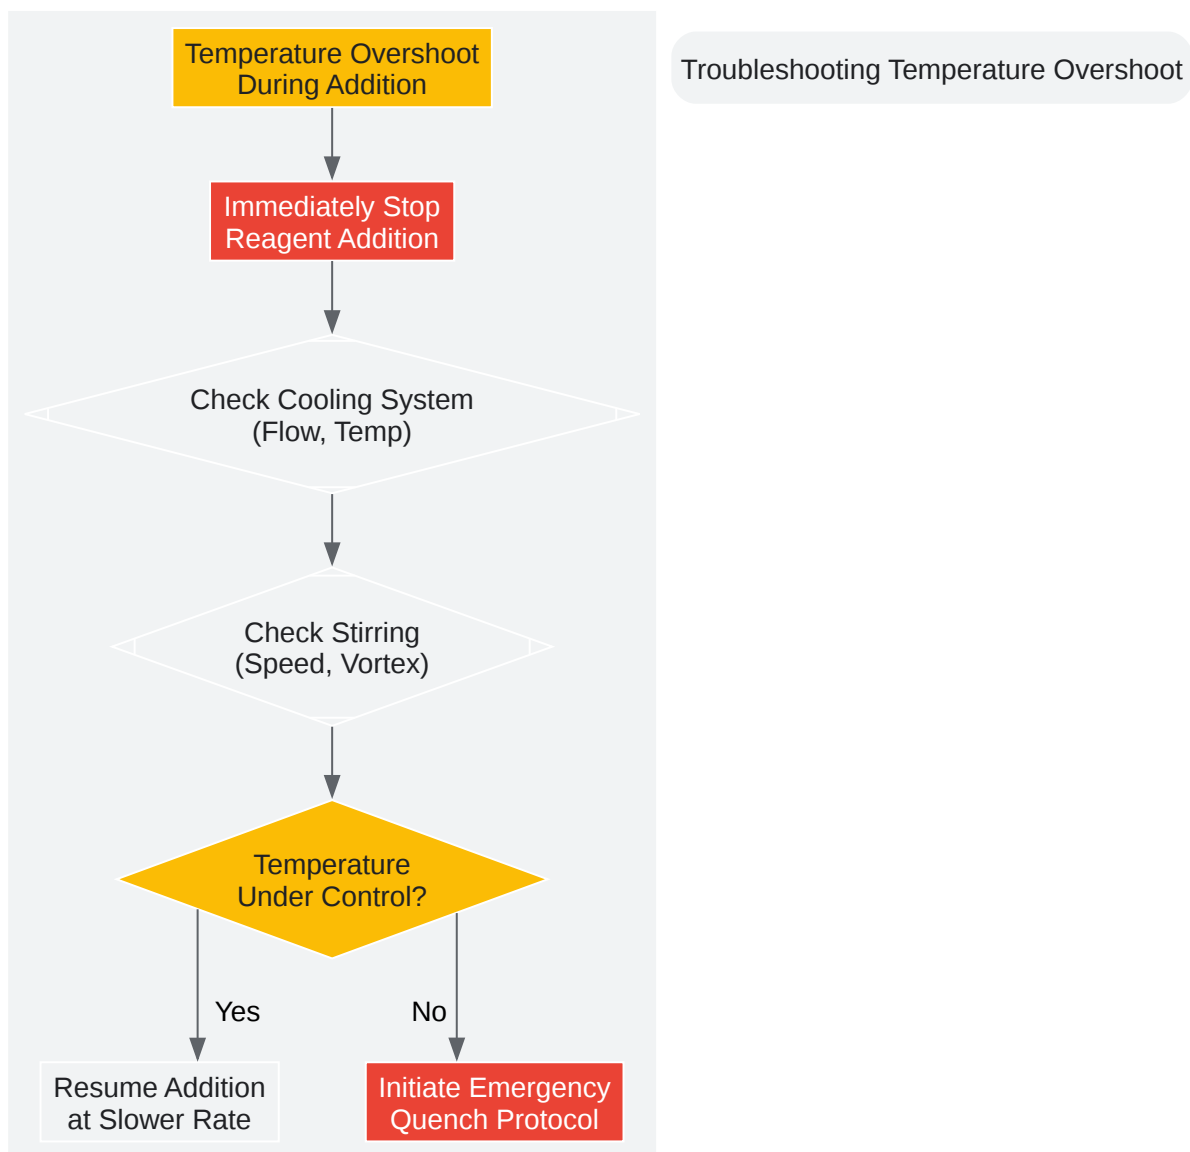 Temperature Overshoot
During Addition
Troubleshooting Temperature Overshoot
Immediately Stop
Reagent Addition
Check Cooling System
(Flow, Temp)
Check Stirring
(Speed, Vortex)
Temperature
Under Control?
Yes
No
Resume Addition
at Slower Rate
Initiate Emergency
Quench Protocol